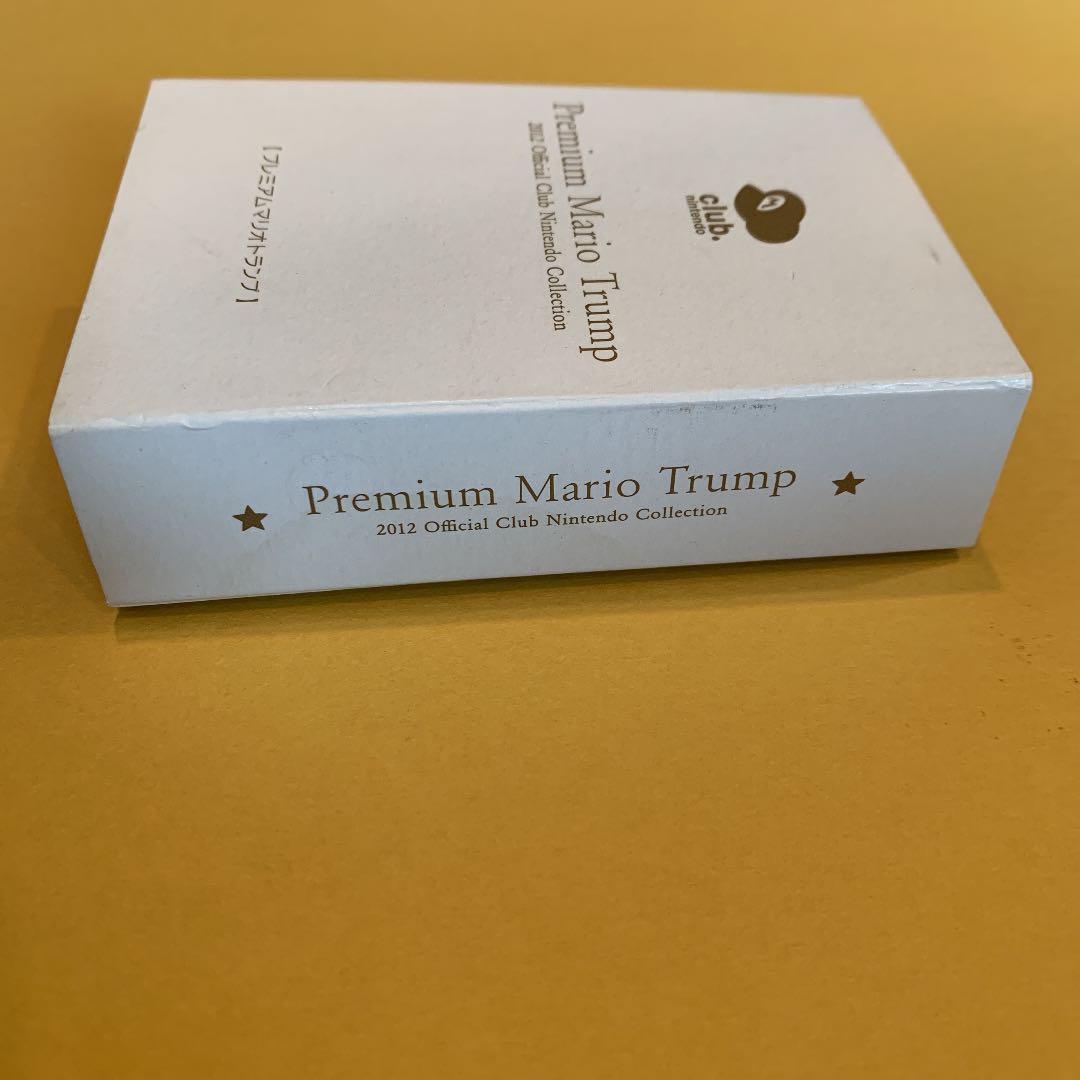 club.
nintendo
Premium Mario Trump
2012 Official Club Nintendo Collection
【プレミアムマリオトランプ】
★ Premium Mario Trump ★
2012 Official Club Nintendo Collection